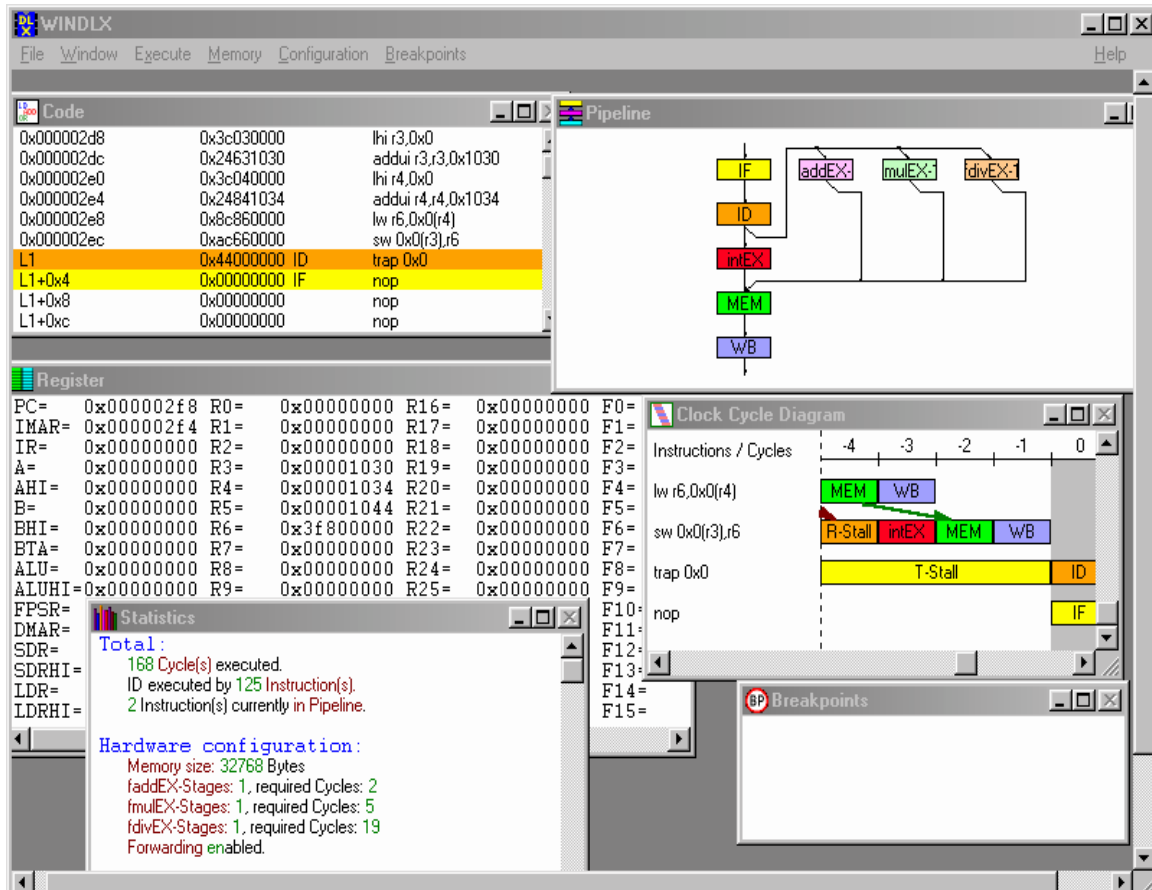 WINDLX
File Window Execute Memory Configuration Breakpoints Help
Code
0x000002d8 0x3c030000 lhi r3,0x0
0x000002dc 0x24631030 addui r3,r3,0x1030
0x000002e0 0x3c040000 lhi r4,0x0
0x000002e4 0x24841034 addui r4,r4,0x1034
0x000002e8 0x8c860000 lw r6,0x0(r4)
0x000002ec 0xac660000 sw 0x0(r3),r6
L1 0x44000000 ID trap 0x0
L1+0x4 0x00000000 IF nop
L1+0x8 0x00000000 nop
L1+0xc 0x00000000 nop
Pipeline
IF addEX- mulEX-1 fdivEX-1
ID
intEX
MEM
WB
Register
PC= 0x000002f8 R0= 0x00000000 R16= 0x00000000 F0=
IMAR= 0x000002f4 R1= 0x00000000 R17= 0x00000000 F1=
IR= 0x00000000 R2= 0x00000000 R18= 0x00000000 F2=
A= 0x00000000 R3= 0x00001030 R19= 0x00000000 F3=
AHI= 0x00000000 R4= 0x00001034 R20= 0x00000000 F4=
B= 0x00000000 R5= 0x00001044 R21= 0x00000000 F5=
BHI= 0x00000000 R6= 0x3f800000 R22= 0x00000000 F6=
BTA= 0x00000000 R7= 0x00000000 R23= 0x00000000 F7=
ALU= 0x00000000 R8= 0x00000000 R24= 0x00000000 F8=
ALUHI= 0x00000000 R9= 0x00000000 R25= 0x00000000 F9=
FPSR= F10=
DMAR= F11=
SDR= F12=
SDRHI= F13=
LDR= F14=
LDRHI= F15=
Clock Cycle Diagram
Instructions / Cycles -4 -3 -2 -1 0
lw r6,0x0(r4) MEM WB
sw 0x0(r3),r6 R-Stall intEX MEM WB
trap 0x0 T-Stall ID
nop IF
Statistics
Total:
168 Cycle(s) executed.
ID executed by 125 Instruction(s).
2 Instruction(s) currently in Pipeline.
Hardware configuration:
Memory size: 32768 Bytes
faddEX-Stages: 1, required Cycles: 2
fmulEX-Stages: 1, required Cycles: 5
fdivEX-Stages: 1, required Cycles: 19
Forwarding enabled.
BP Breakpoints